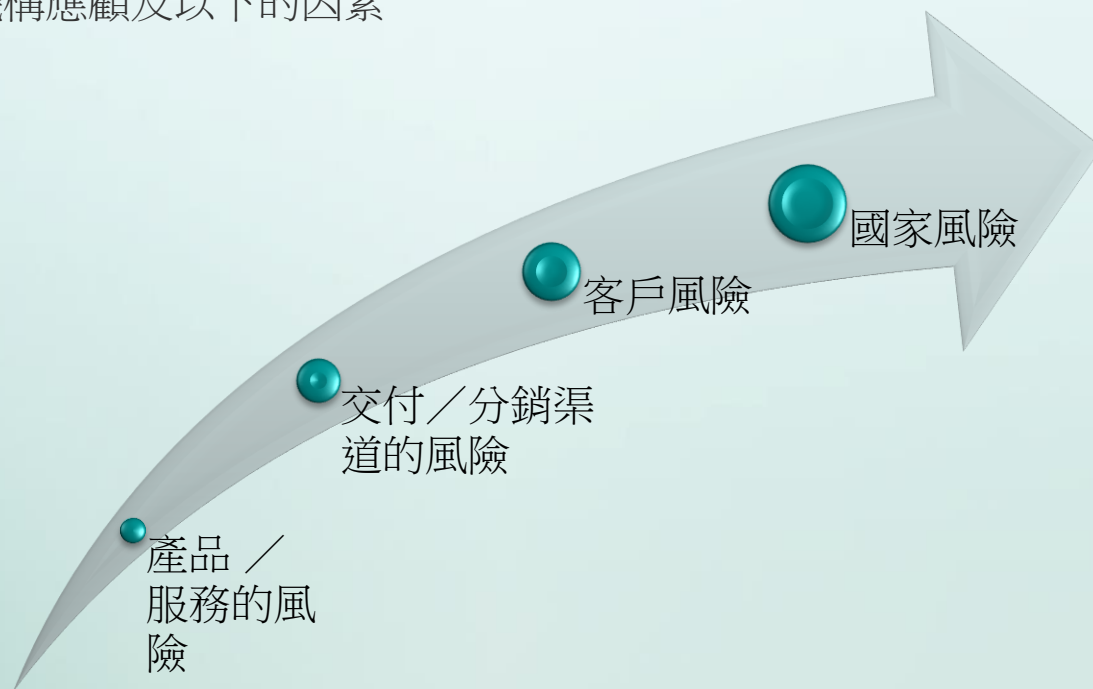 構應顧及以下的因素
國家風險
客戶風險
交付／分銷渠
道的風險
產品 ／
服務的風
險